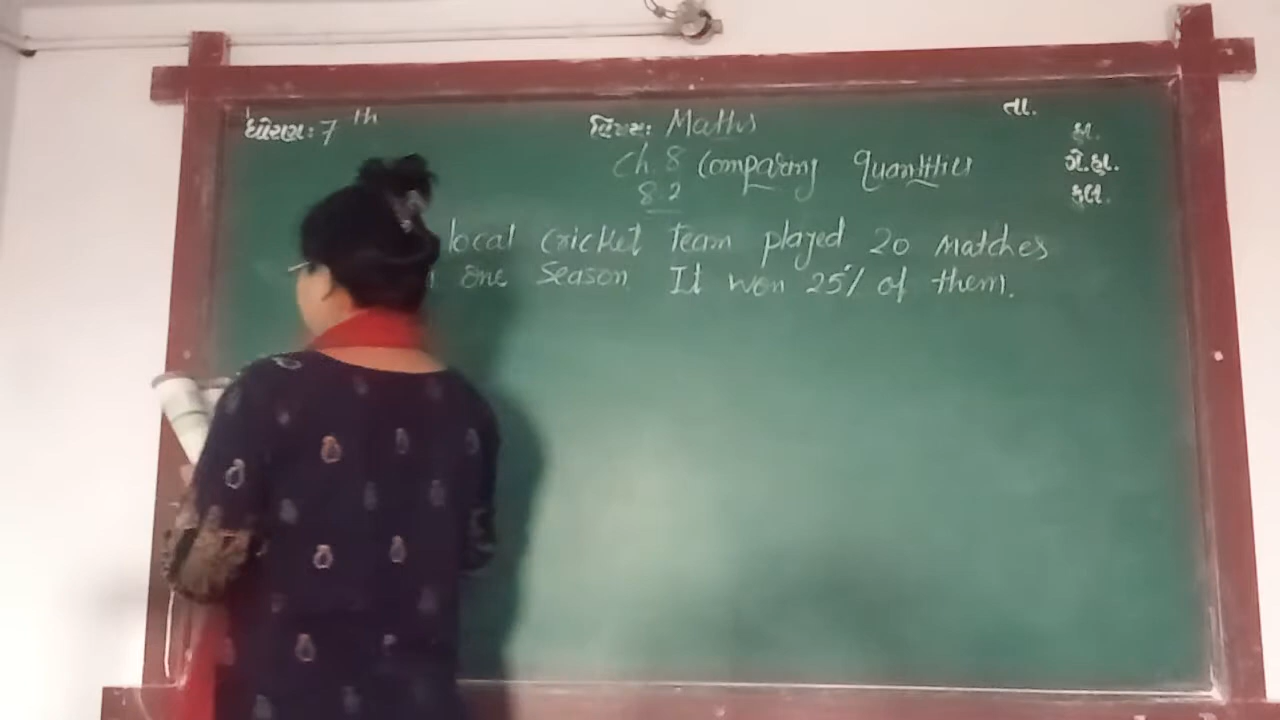 ધોરણ: 7th
વિષય: Maths
તા.
Ch. 8 Comparing Quantities
8.2
હા.
ગે.હા.
કુલ.
local cricket team played 20 matches
one season. It won 25% of them.